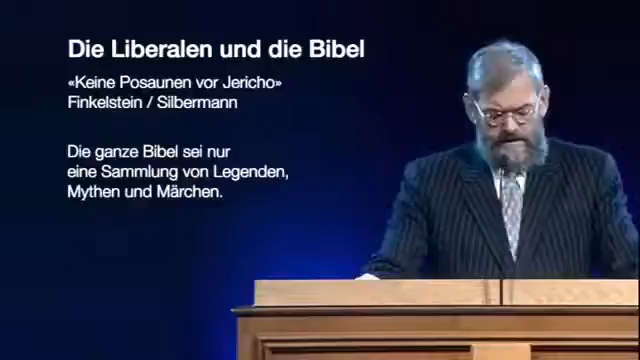 Die Liberalen und die Bibel
«Keine Posaunen vor Jericho»
Finkelstein / Silbermann
Die ganze Bibel sei nur
eine Sammlung von Legenden,
Mythen und Märchen.